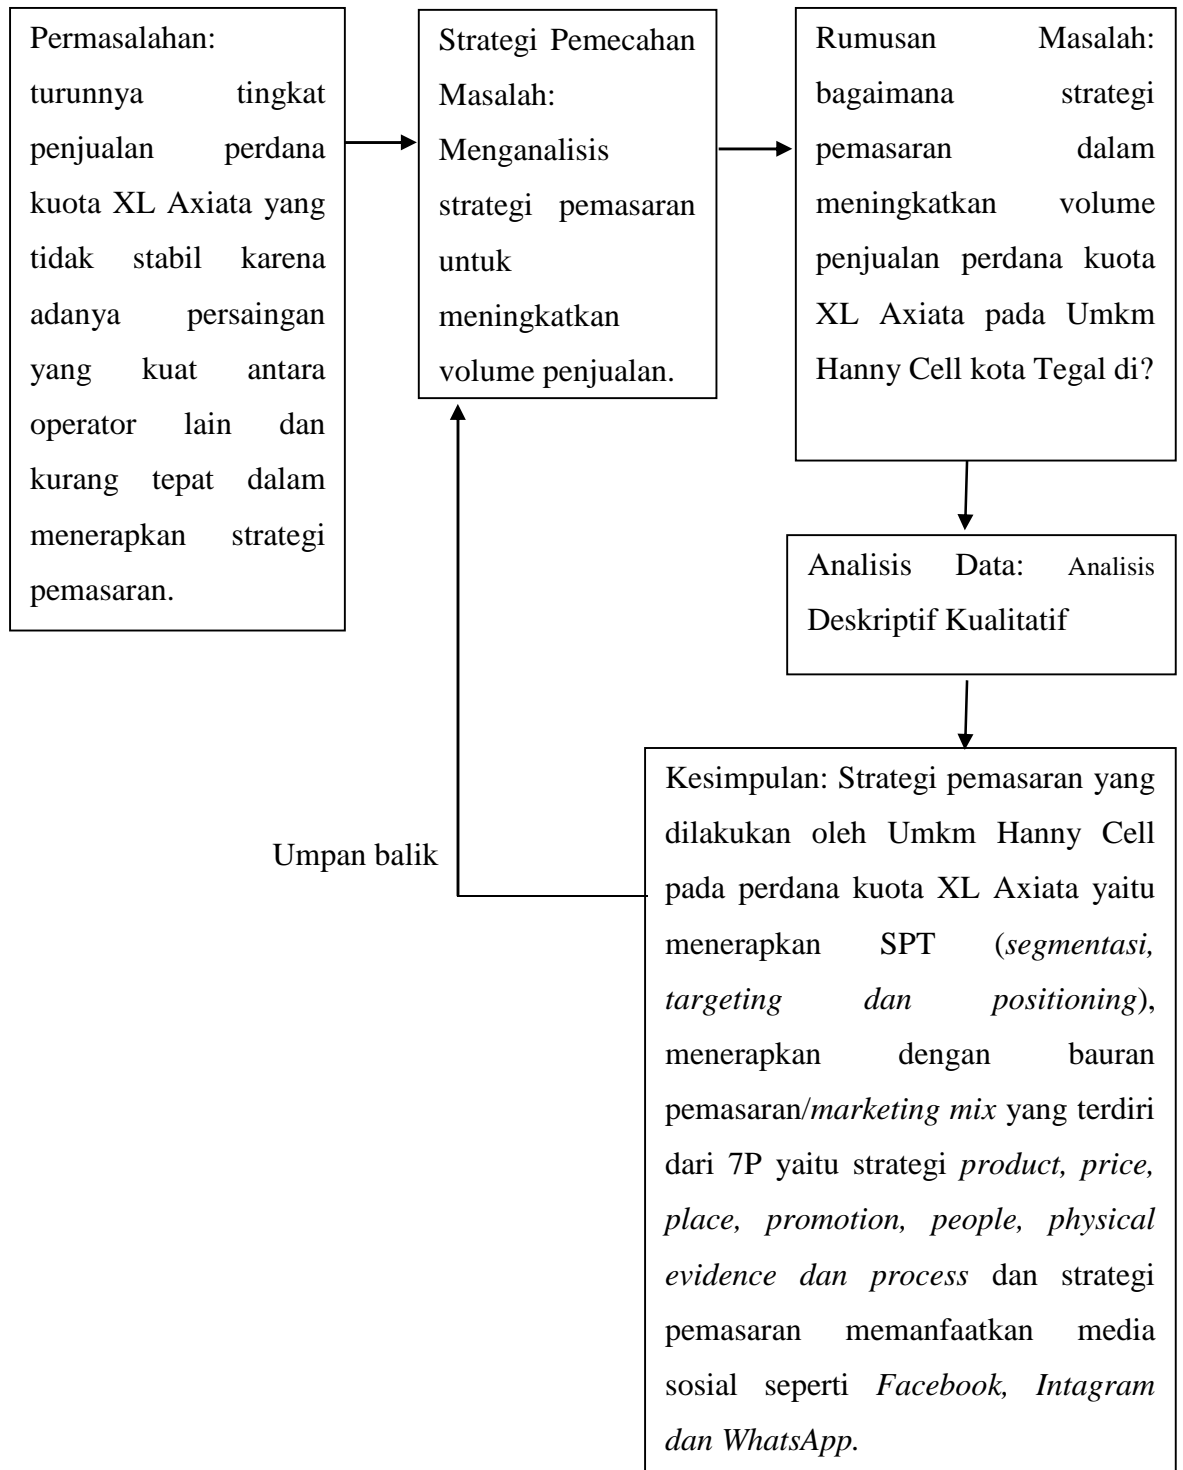 Permasalahan:
turunnya tingkat
penjualan perdana
kuota XL Axiata yang
tidak stabil karena
adanya persaingan
yang kuat antara
operator lain dan
kurang tepat dalam
menerapkan strategi
pemasaran.
Strategi Pemecahan
Masalah:
Menganalisis
strategi pemasaran
untuk
meningkatkan
volume penjualan.
Rumusan Masalah:
bagaimana strategi
pemasaran dalam
meningkatkan volume
penjualan perdana kuota
XL Axiata pada Umkm
Hanny Cell kota Tegal di?
Analisis Data: Analisis
Deskriptif Kualitatif
Kesimpulan: Strategi pemasaran yang
dilakukan oleh Umkm Hanny Cell
pada perdana kuota XL Axiata yaitu
menerapkan SPT (segmentasi,
targeting dan positioning),
menerapkan dengan bauran
pemasaran/marketing mix yang terdiri
dari 7P yaitu strategi product, price,
place, promotion, people, physical
evidence dan process dan strategi
pemasaran memanfaatkan media
sosial seperti Facebook, Intagram
dan WhatsApp.
Umpan balik